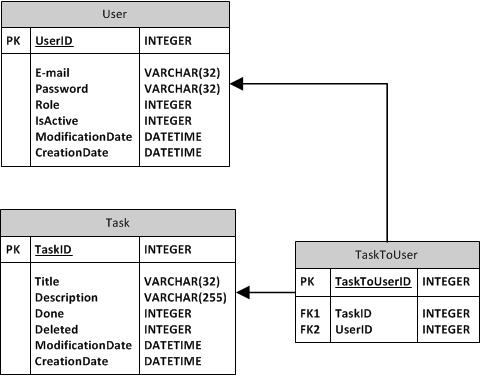 User
PK UserID INTEGER
E-mail VARCHAR(32)
Password VARCHAR(32)
Role INTEGER
IsActive INTEGER
ModificationDate DATETIME
CreationDate DATETIME
Task
PK TaskID INTEGER
Title VARCHAR(32)
Description VARCHAR(255)
Done INTEGER
Deleted INTEGER
ModificationDate DATETIME
CreationDate DATETIME
TaskToUser
PK TaskToUserID INTEGER
FK1 TaskID INTEGER
FK2 UserID INTEGER